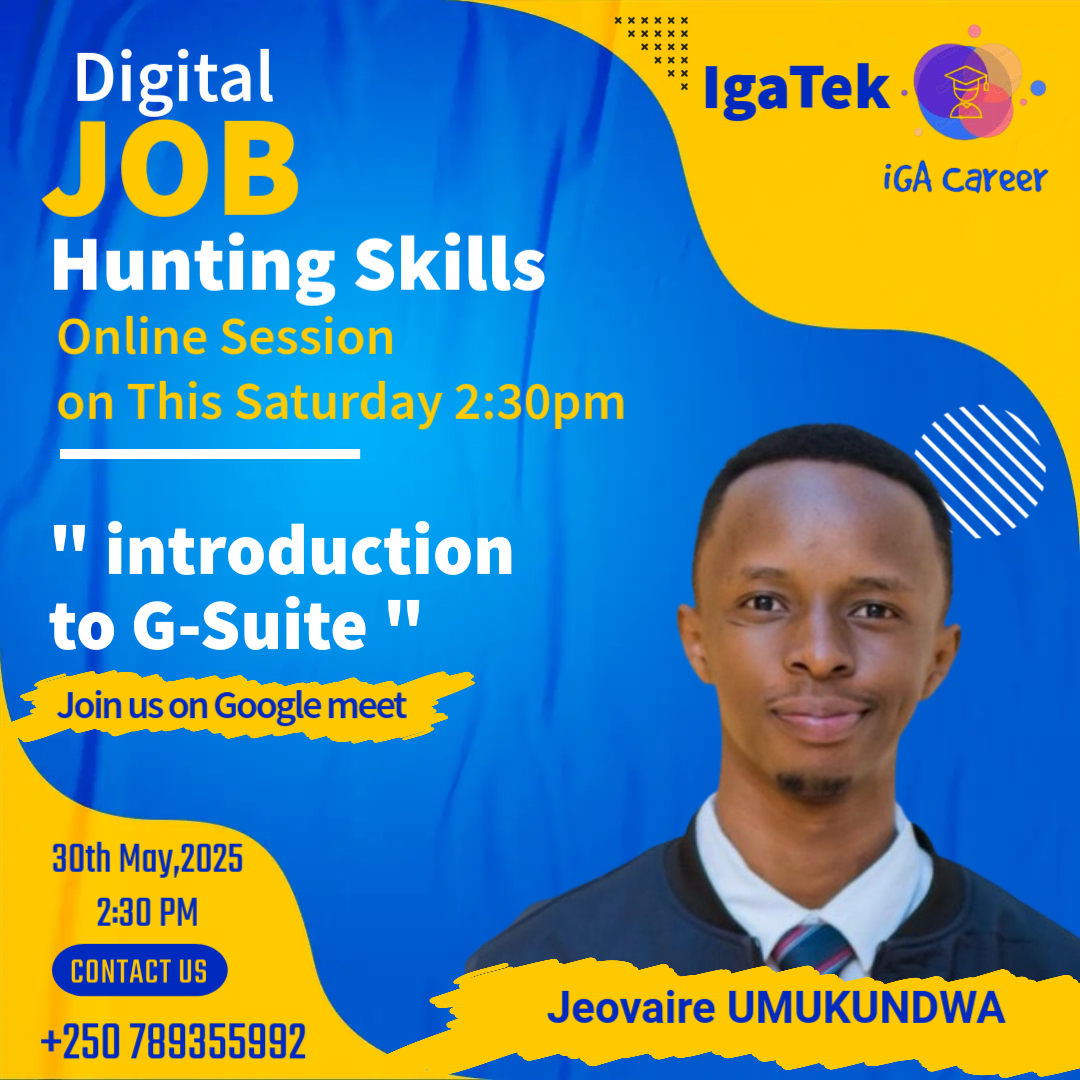 Digital
JOB
Hunting Skills
Online Session
on This Saturday 2:30pm
IgaTek
iGA career
" introduction
to G-Suite "
Join us on Google meet
30th May,2025
2:30 PM
CONTACT US
+250 789355992
Jeovaire UMUKUNDWA